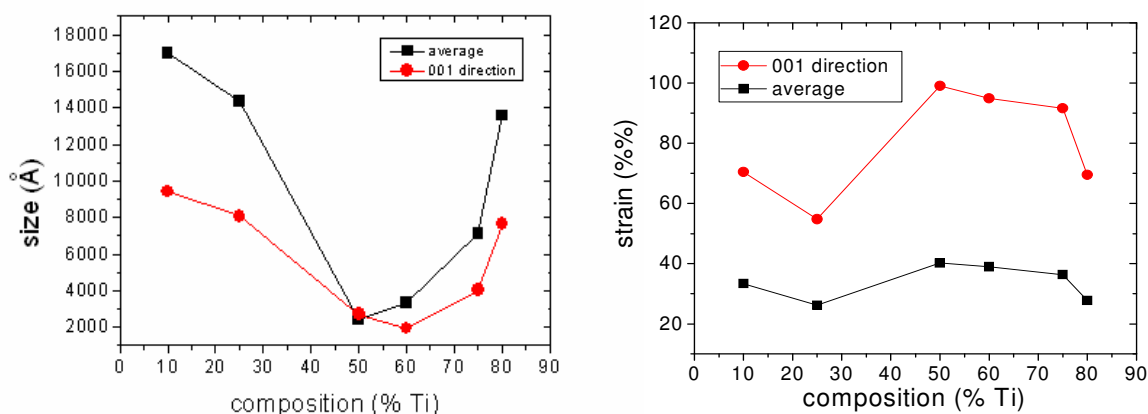 18000
16000
14000
12000
10000
8000
6000
4000
2000
size (Å)
average
001 direction
0 10 20 30 40 50 60 70 80 90
composition (% Ti)
120
100
80
60
40
20
strain (%%)
001 direction
average
0 10 20 30 40 50 60 70 80 90
composition (% Ti)